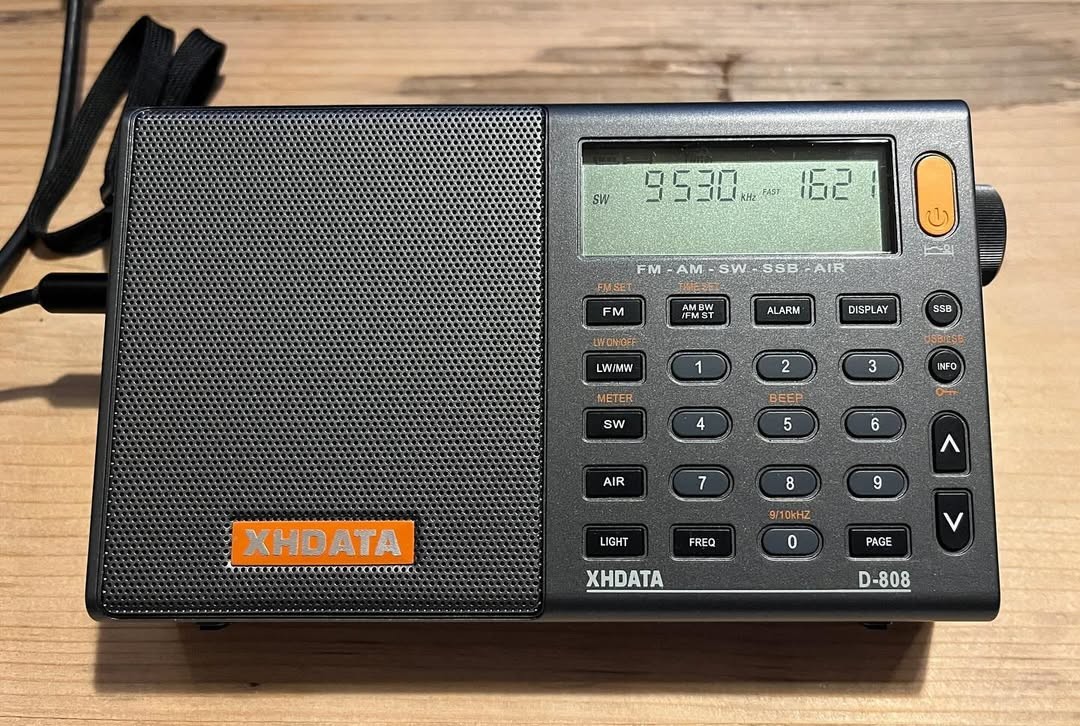 SW 9530 kHz FAST 1621
FM - AM - SW - SSB - AIR
FM SET TIME SET
FM AM BW ALARM DISPLAY SSB
/FM ST
LW ON/OFF USB/LSB
LW/MW 1 2 3 INFO
METER BEEP
SW 4 5 6
AIR 7 8 9
9/10kHZ
LIGHT FREQ 0 PAGE
XHDATA
XHDATA D-808